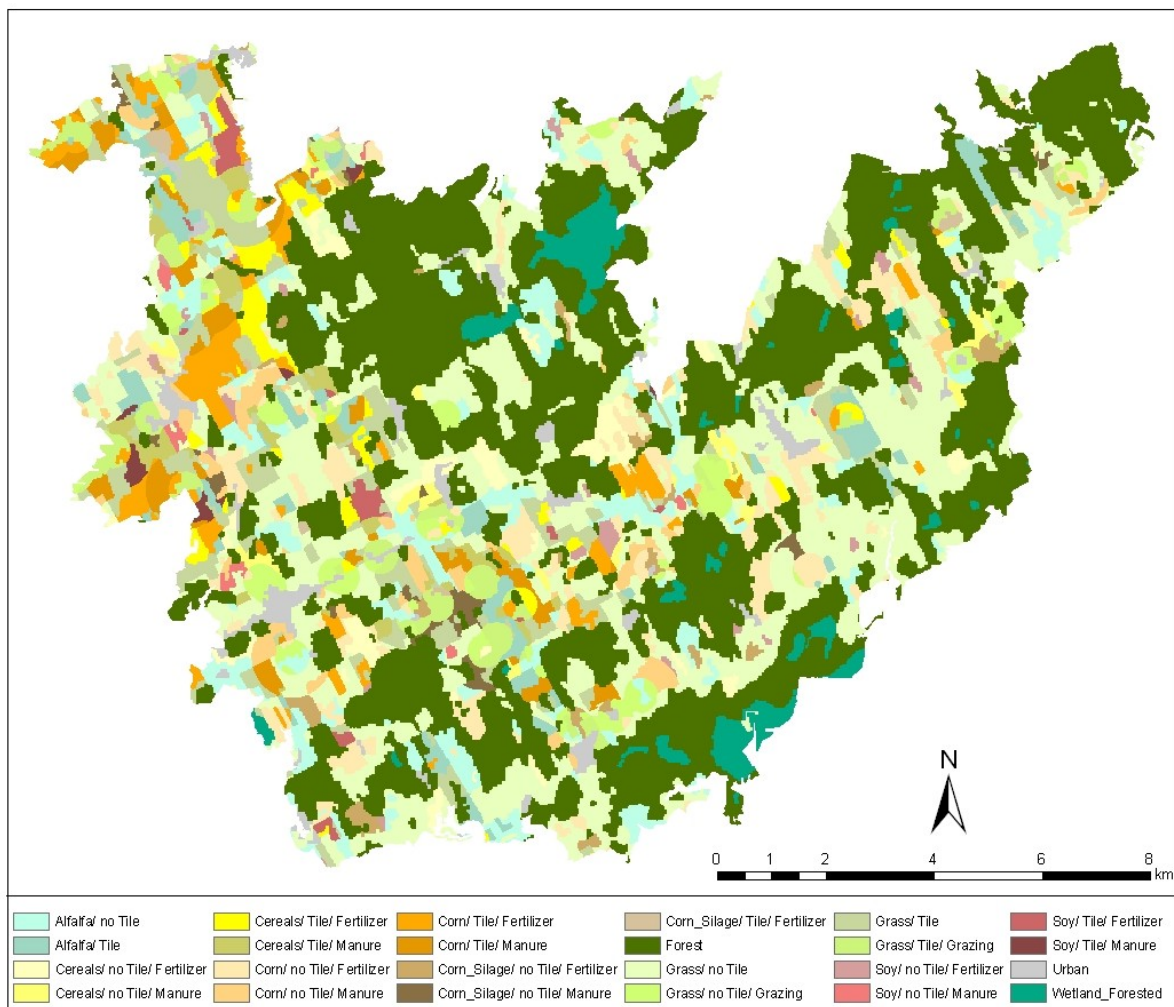 N
0 1 2 4 6 8
km
Alfalfa/ no Tile
Alfalfa/ Tile
Cereals/ no Tile/ Fertilizer
Cereals/ no Tile/ Manure
Cereals/ Tile/ Fertilizer
Cereals/ Tile/ Manure
Corn/ no Tile/ Fertilizer
Corn/ no Tile/ Manure
Corn/ Tile/ Fertilizer
Corn/ Tile/ Manure
Corn_Silage/ no Tile/ Fertilizer
Corn_Silage/ no Tile/ Manure
Corn_Silage/ Tile/ Fertilizer
Forest
Grass/ no Tile
Grass/ no Tile/ Grazing
Grass/ Tile
Grass/ Tile/ Grazing
Soy/ no Tile/ Fertilizer
Soy/ no Tile/ Manure
Soy/ Tile/ Fertilizer
Soy/ Tile/ Manure
Urban
Wetland_Forested